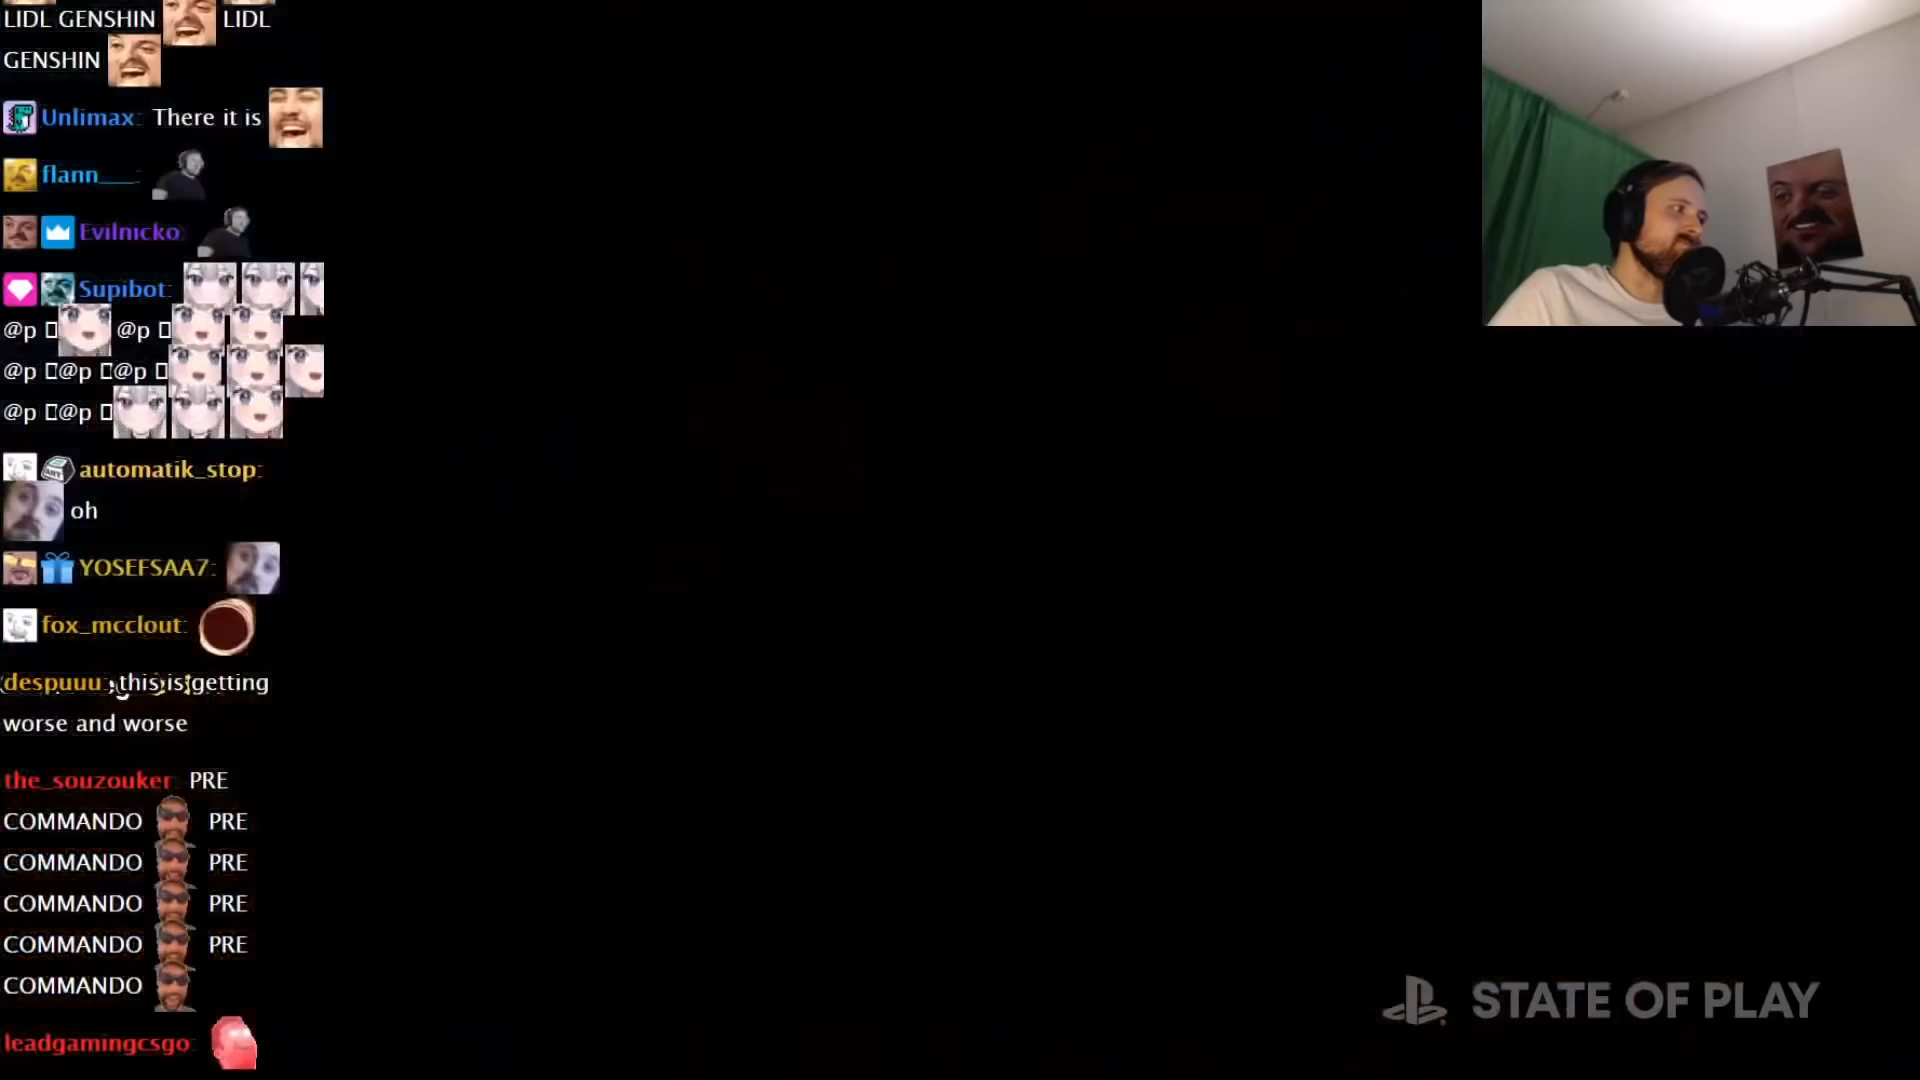 LIDL GENSHIN LIDL
GENSHIN
Unlimax: There it is
flann___:
Evilnicko:
Supibot:
@p @p
@p @p @p
@p @p
automatik_stop:
oh
YOSEFSAA7:
fox_mcclout:
despuuu: this is getting
worse and worse
the_souzouker: PRE
COMMANDO PRE
COMMANDO PRE
COMMANDO PRE
COMMANDO PRE
COMMANDO
leadgamingcsgo:
STATE OF PLAY